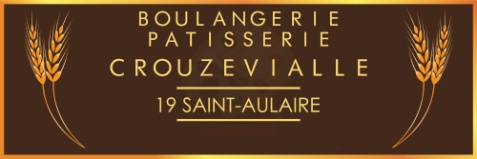 BOULANGERIE
PATISSERIE
CROUZEVIALLE
19 SAINT-AULAIRE